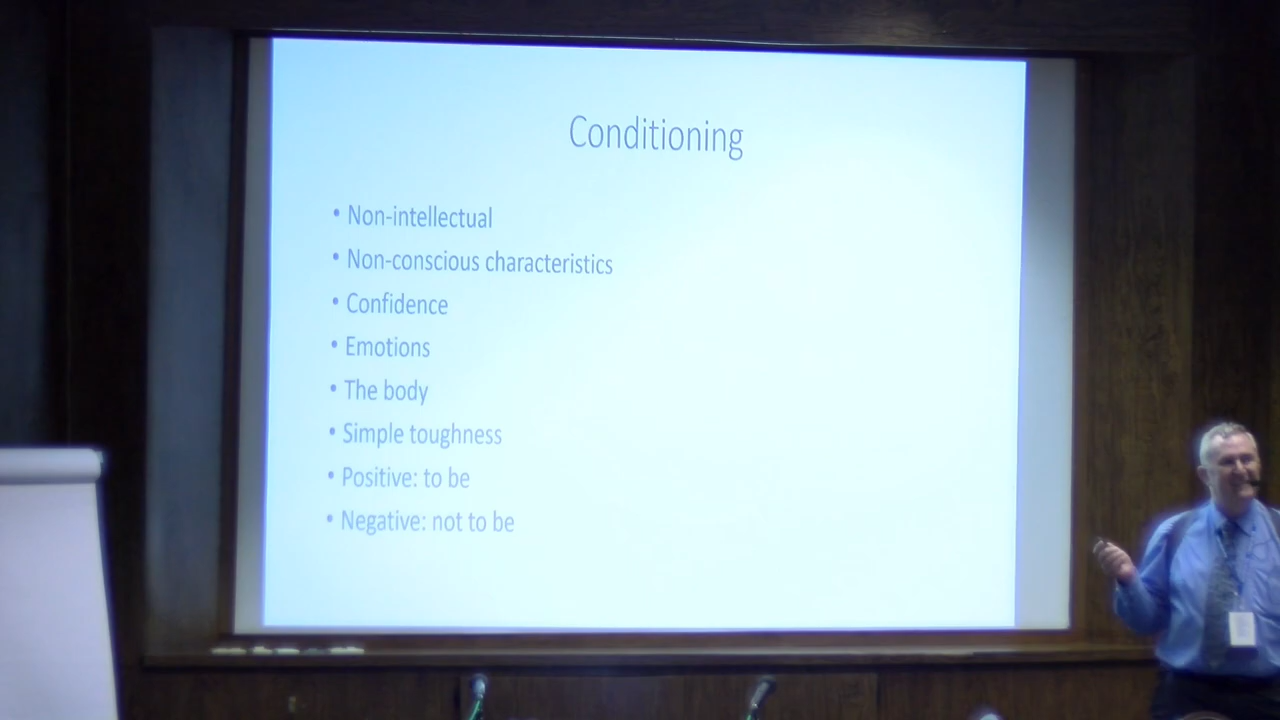 Conditioning
• Non-intellectual
• Non-conscious characteristics
• Confidence
• Emotions
• The body
• Simple toughness
• Positive: to be
• Negative: not to be